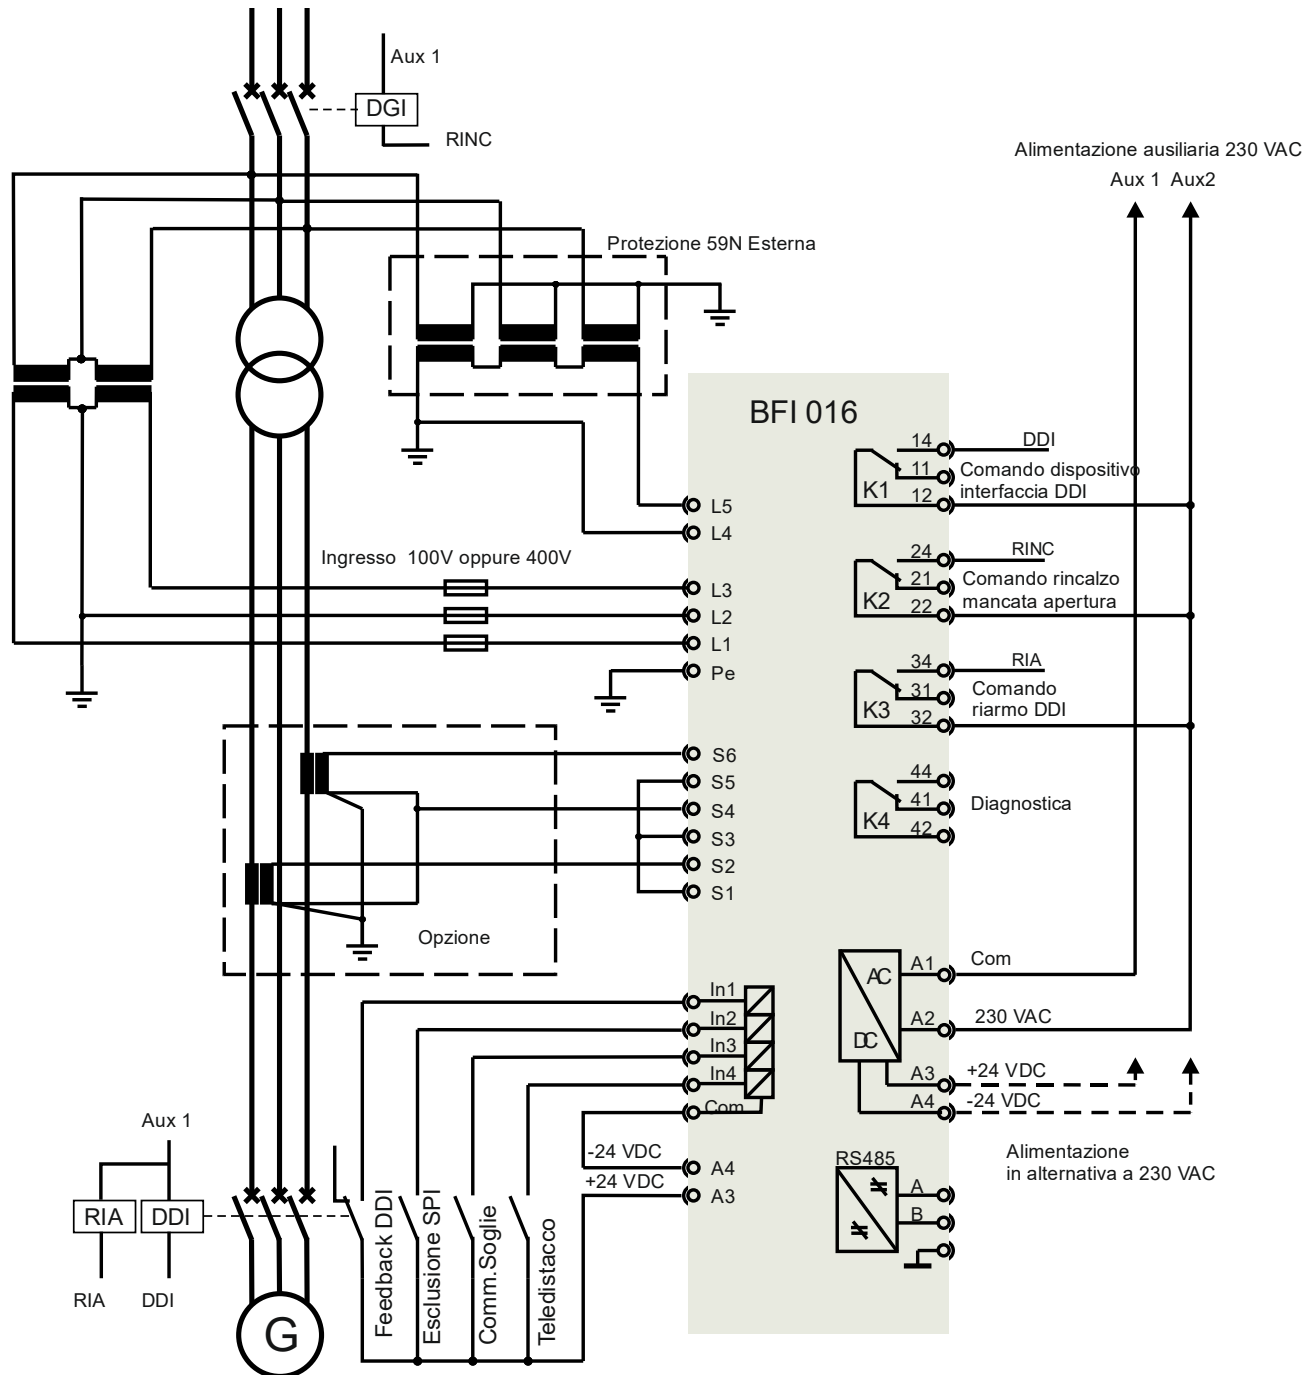 Aux 1
DGI
RINC
Alimentazione ausiliaria 230 VAC
Aux 1 Aux2
Protezione 59N Esterna
BFI 016
14
DDI
11
Comando dispositivo
K1
12
interfaccia DDI
L5
L4
Ingresso 100V oppure 400V
24
RINC
21
Comando rincalzo
K2
22
mancata apertura
L3
L2
L1
Pe
34
RIA
31
Comando
K3
32
riarmo DDI
S6
S5
S4
S3
S2
S1
44
41
Diagnostica
K4
42
Opzione
AC
DC
A1
Com
A2
230 VAC
A3
+24 VDC
A4
-24 VDC
In1
In2
In3
In4
Com
Alimentazione
in alternativa a 230 VAC
-24 VDC
A4
+24 VDC
A3
RS485
A
B
Aux 1
RIA
DDI
RIA
DDI
Feedback DDI
Esclusione SPI
Comm.Soglie
Teledistacco
G